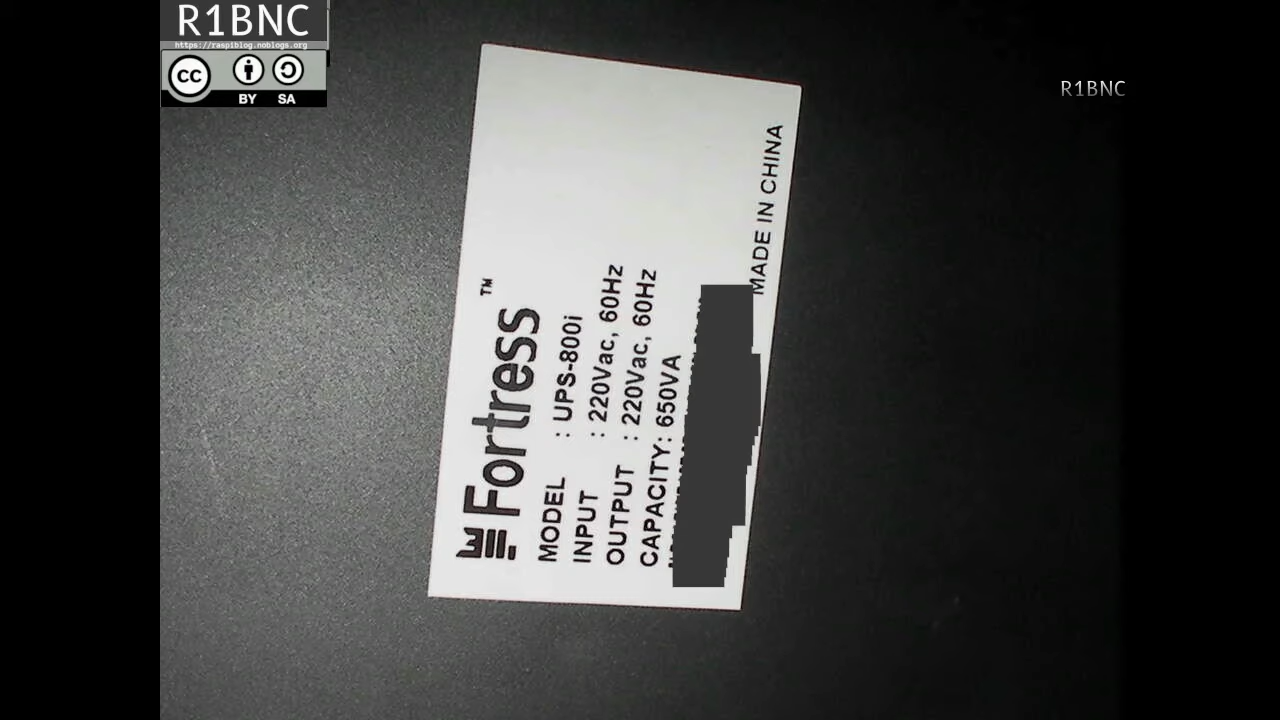 R1BNC
https://raspiblog.noblogs.org
CC
BY SA
R1BNC
Fortress™
MODEL : UPS-800i
INPUT : 220Vac, 60Hz
OUTPUT : 220Vac, 60Hz
CAPACITY: 650VA
MADE IN CHINA